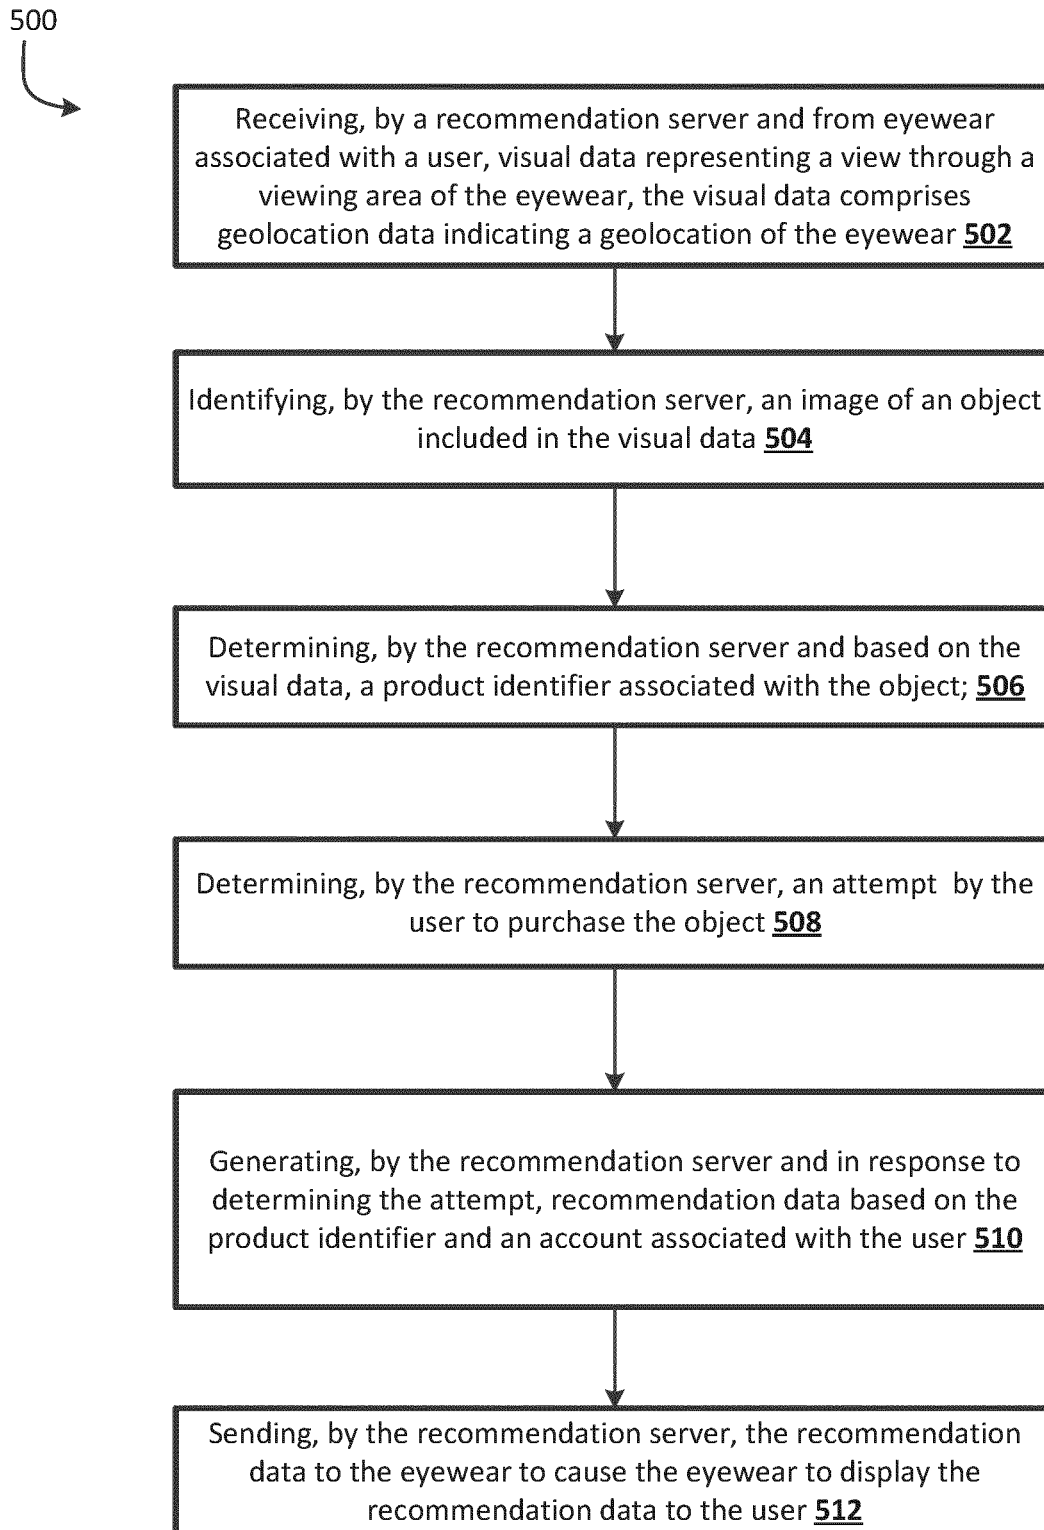 500
Receiving, by a recommendation server and from eyewear
associated with a user, visual data representing a view through a
viewing area of the eyewear, the visual data comprises
geolocation data indicating a geolocation of the eyewear 502
Identifying, by the recommendation server, an image of an object
included in the visual data 504
Determining, by the recommendation server and based on the
visual data, a product identifier associated with the object; 506
Determining, by the recommendation server, an attempt by the
user to purchase the object 508
Generating, by the recommendation server and in response to
determining the attempt, recommendation data based on the
product identifier and an account associated with the user 510
Sending, by the recommendation server, the recommendation
data to the eyewear to cause the eyewear to display the
recommendation data to the user 512